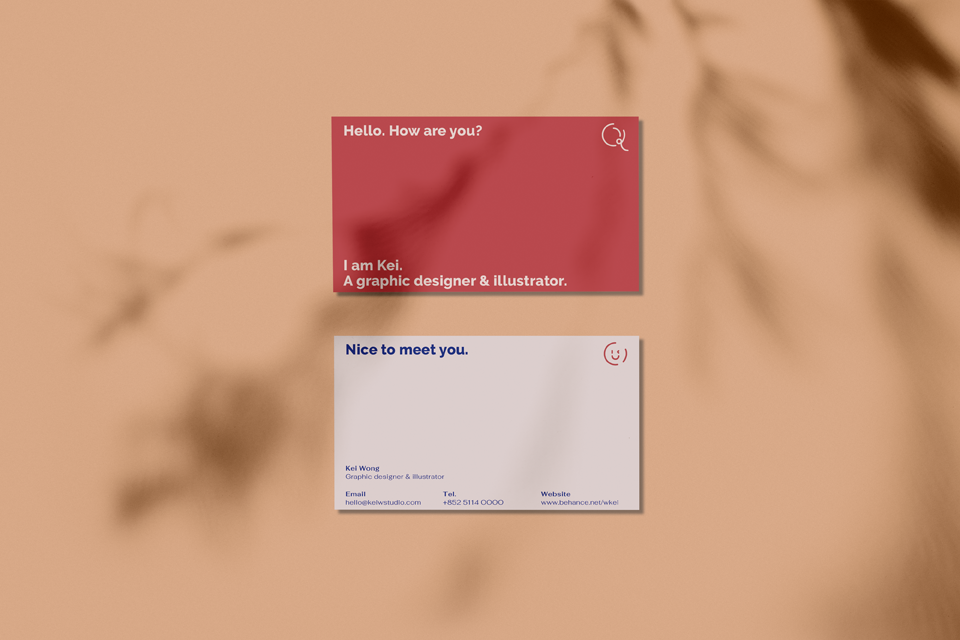 Hello. How are you?
I am Kei.
A graphic designer & illustrator.
Nice to meet you.
Kei Wong
Graphic designer & illustrator
Email
Tel.
Website
hello@keiwstudio.com
+852 5114 0000
www.behance.net/wkei